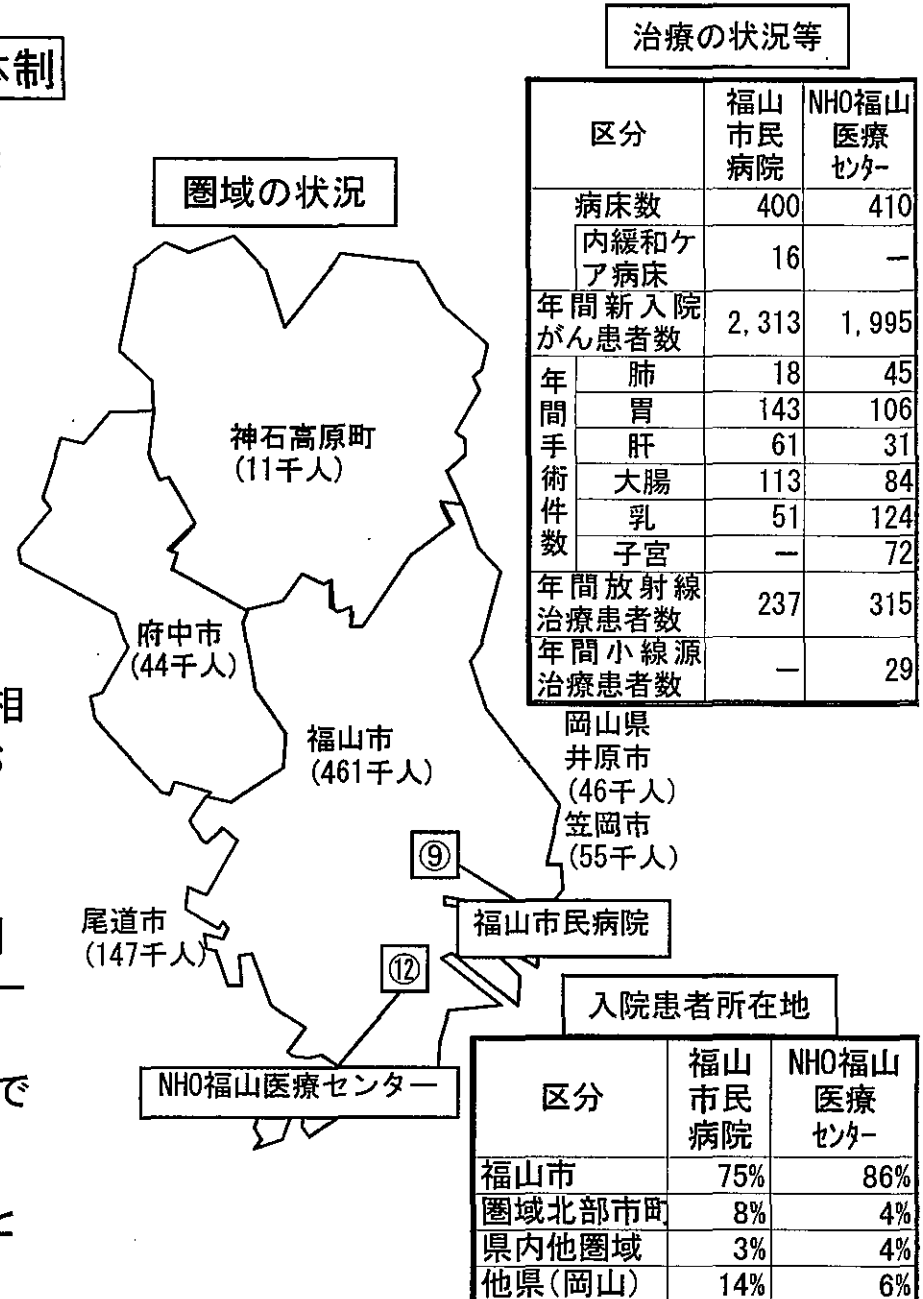 本制
治療の状況等
区分 福山市民病院 NHO福山医療センター
病床数 400 410
内緩和ケア病床 16 —
年間新入院がん患者数 2,313 1,995
年間手術件数
肺 18 45
胃 143 106
肝 61 31
大腸 113 84
乳 51 124
子宮 — 72
年間放射線治療患者数 237 315
年間小線源治療患者数 — 29
圏域の状況
神石高原町
(11千人)
府中市
(44千人)
相
福山市
(461千人)
岡山県
井原市
(46千人)
笠岡市
(55千人)
⑨
福山市民病院
尾道市
(147千人)
⑫
NHO福山医療センター
で
入院患者所在地
区分 福山市民病院 NHO福山医療センター
福山市 75% 86%
圏域北部市町 8% 4%
県内他圏域 3% 4%
他県(岡山) 14% 6%
と